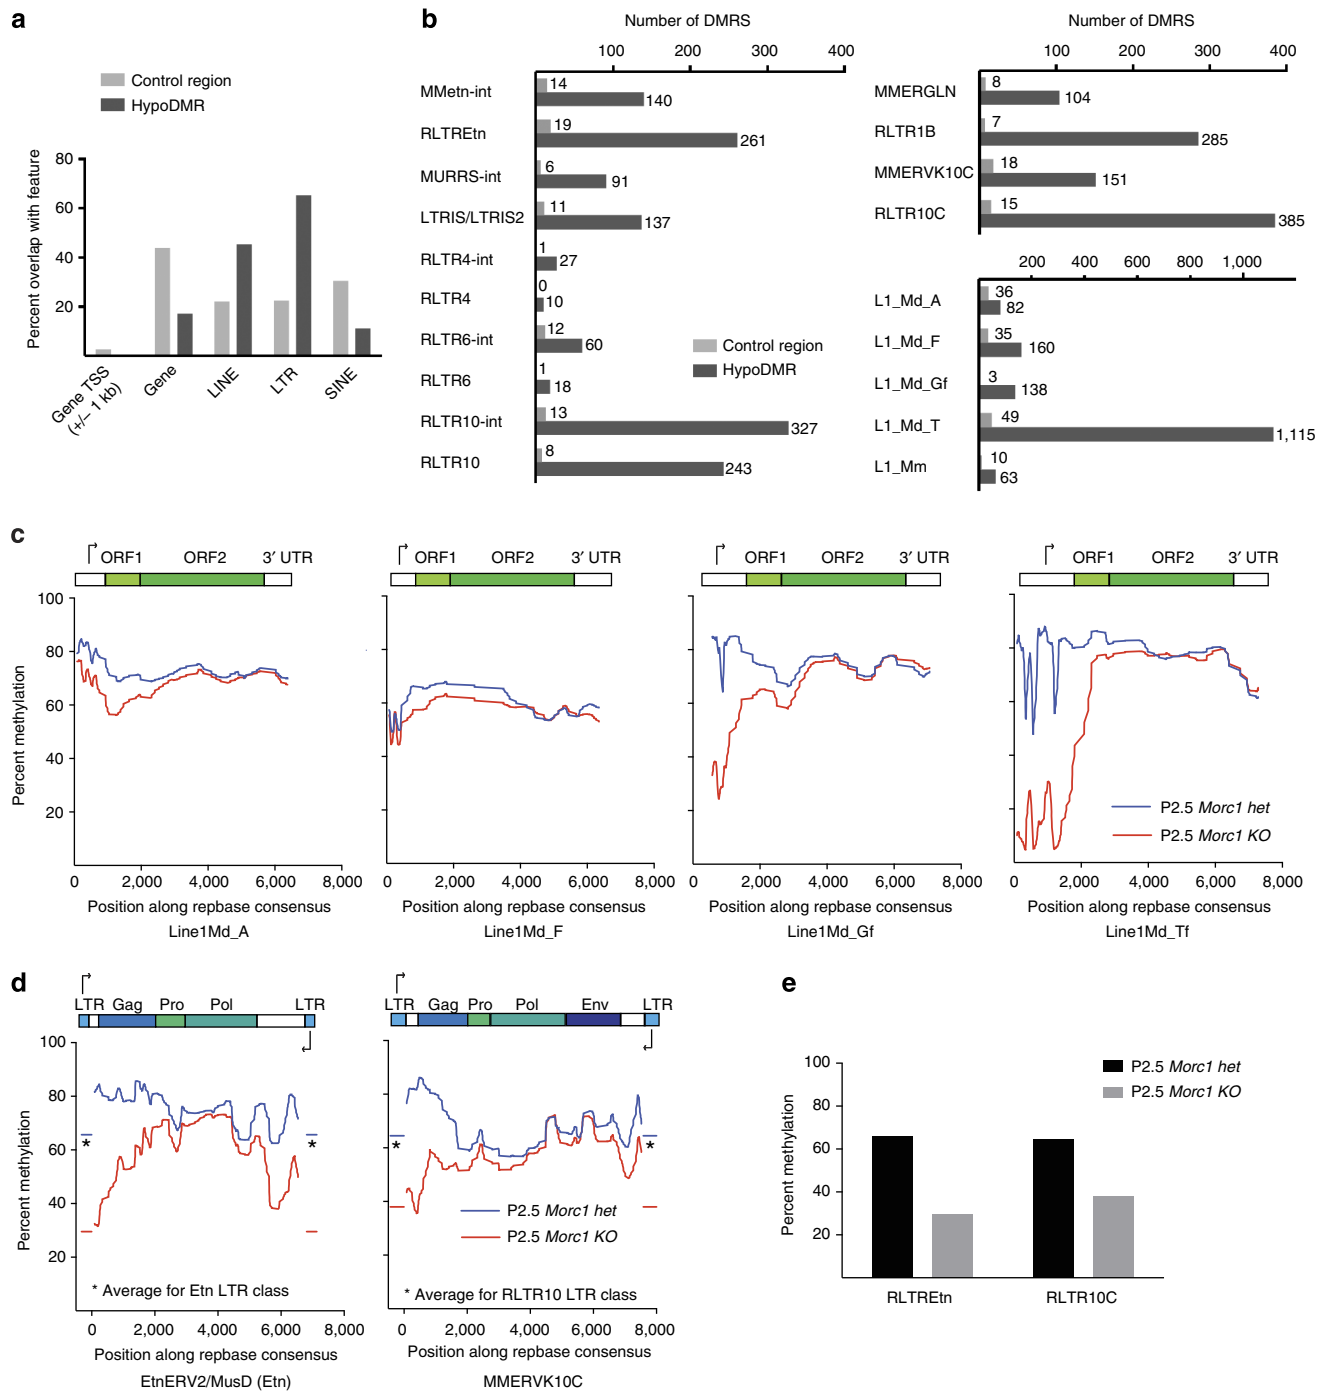 a
Control region
HypoDMR
Percent overlap with feature
80
60
40
20
Gene TSS
(+/− 1 kb)
Gene
LINE
LTR
SINE
b
Number of DMRS
100
200
300
400
MMetn-int
14
140
RLTREtn
19
261
MURRS-int
6
91
LTRIS/LTRIS2
11
137
RLTR4-int
1
27
RLTR4
0
10
RLTR6-int
12
60
RLTR6
1
18
RLTR10-int
13
327
RLTR10
8
243
Control region
HypoDMR
Number of DMRS
100
200
300
400
MMERGLN
8
104
RLTR1B
7
285
MMERVK10C
18
151
RLTR10C
15
385
200
400
600
800
1,000
L1_Md_A
36
82
L1_Md_F
35
160
L1_Md_Gf
3
138
L1_Md_T
49
1,115
L1_Mm
10
63
c
ORF1
ORF2
3′ UTR
Percent methylation
100
80
60
40
20
0
2,000
4,000
6,000
8,000
Position along repbase consensus
Line1Md_A
ORF1
ORF2
3′ UTR
0
2,000
4,000
6,000
8,000
Position along repbase consensus
Line1Md_F
ORF1
ORF2
3′ UTR
0
2,000
4,000
6,000
8,000
Position along repbase consensus
Line1Md_Gf
ORF1
ORF2
3′ UTR
P2.5 Morc1 het
P2.5 Morc1 KO
0
2,000
4,000
6,000
8,000
Position along repbase consensus
Line1Md_Tf
d
LTR
Gag
Pro
Pol
LTR
Percent methylation
100
80
60
40
20
*
*
* Average for Etn LTR class
0
2,000
4,000
6,000
8,000
Position along repbase consensus
EtnERV2/MusD (Etn)
LTR
Gag
Pro
Pol
Env
LTR
*
*
P2.5 Morc1 het
P2.5 Morc1 KO
* Average for RLTR10 LTR class
0
2,000
4,000
6,000
8,000
Position along repbase consensus
MMERVK10C
e
P2.5 Morc1 het
P2.5 Morc1 KO
Percent methylation
100
80
60
40
20
RLTREtn
RLTR10C